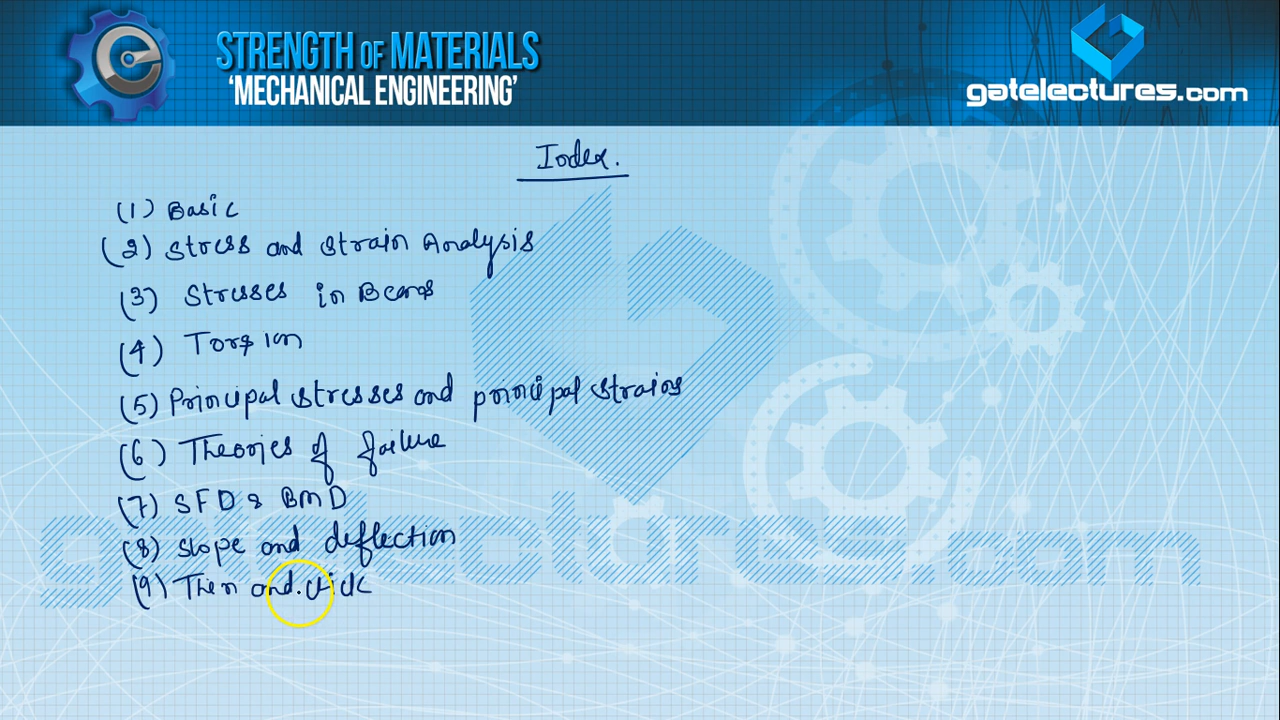 STRENGTH OF MATERIALS
'MECHANICAL ENGINEERING'
gatelectures.com
Index.
(1) Basic
(2) Stress and Strain Analysis
(3) Stresses in Beams
(4) Torsion
(5) Principal stresses and principal strains
(6) Theories of failure
(7) SFD & BMD
(8) Slope and deflection
(9) Thin and
gatelectures.com